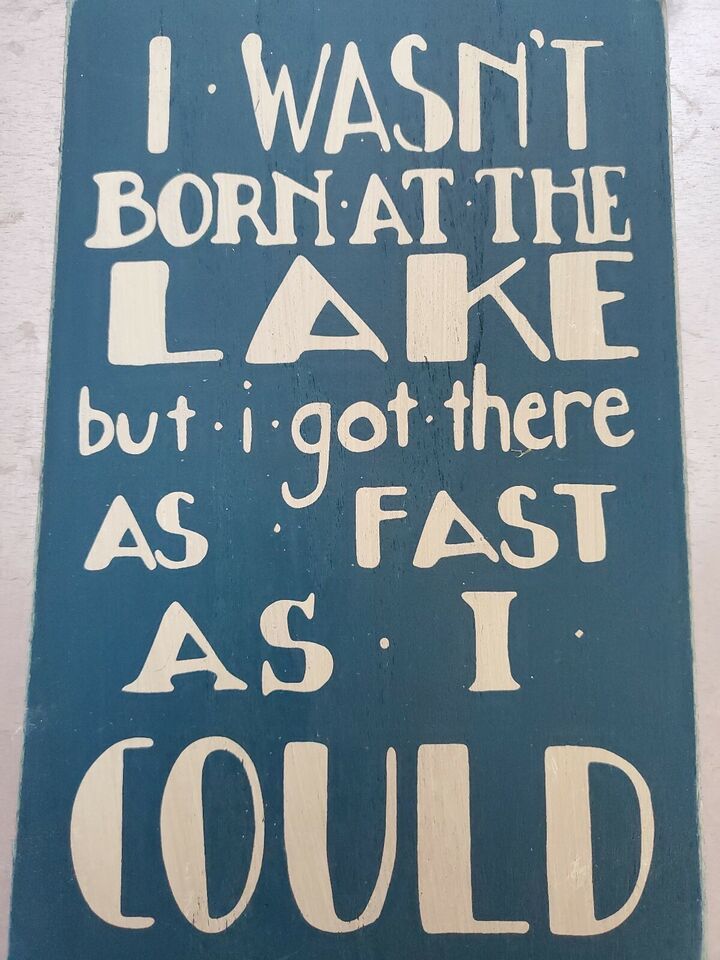 I · WASN'T
BORN · AT · THE
LAKE
but · i · got · there
AS · FAST
AS · I ·
COULD